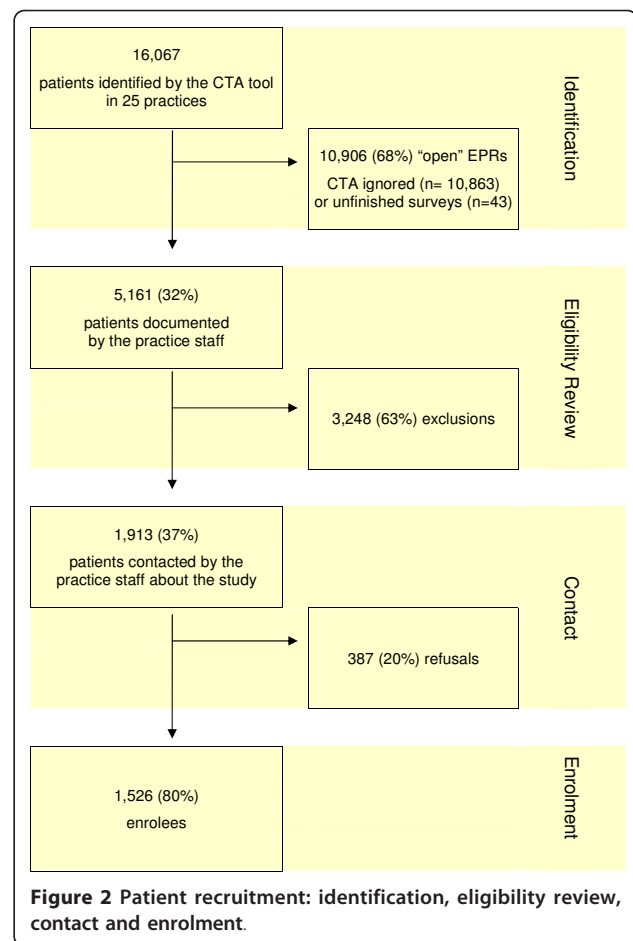 16,067
patients identified by the CTA tool
in 25 practices
10,906 (68%) “open” EPRs
CTA ignored (n= 10,863)
or unfinished surveys (n=43)
Identification
5,161 (32%)
patients documented
by the practice staff
3,248 (63%) exclusions
Eligibility Review
1,913 (37%)
patients contacted by the
practice staff about the study
387 (20%) refusals
Contact
1,526 (80%)
enrolees
Enrolment
Figure 2 Patient recruitment: identification, eligibility review,
contact and enrolment.